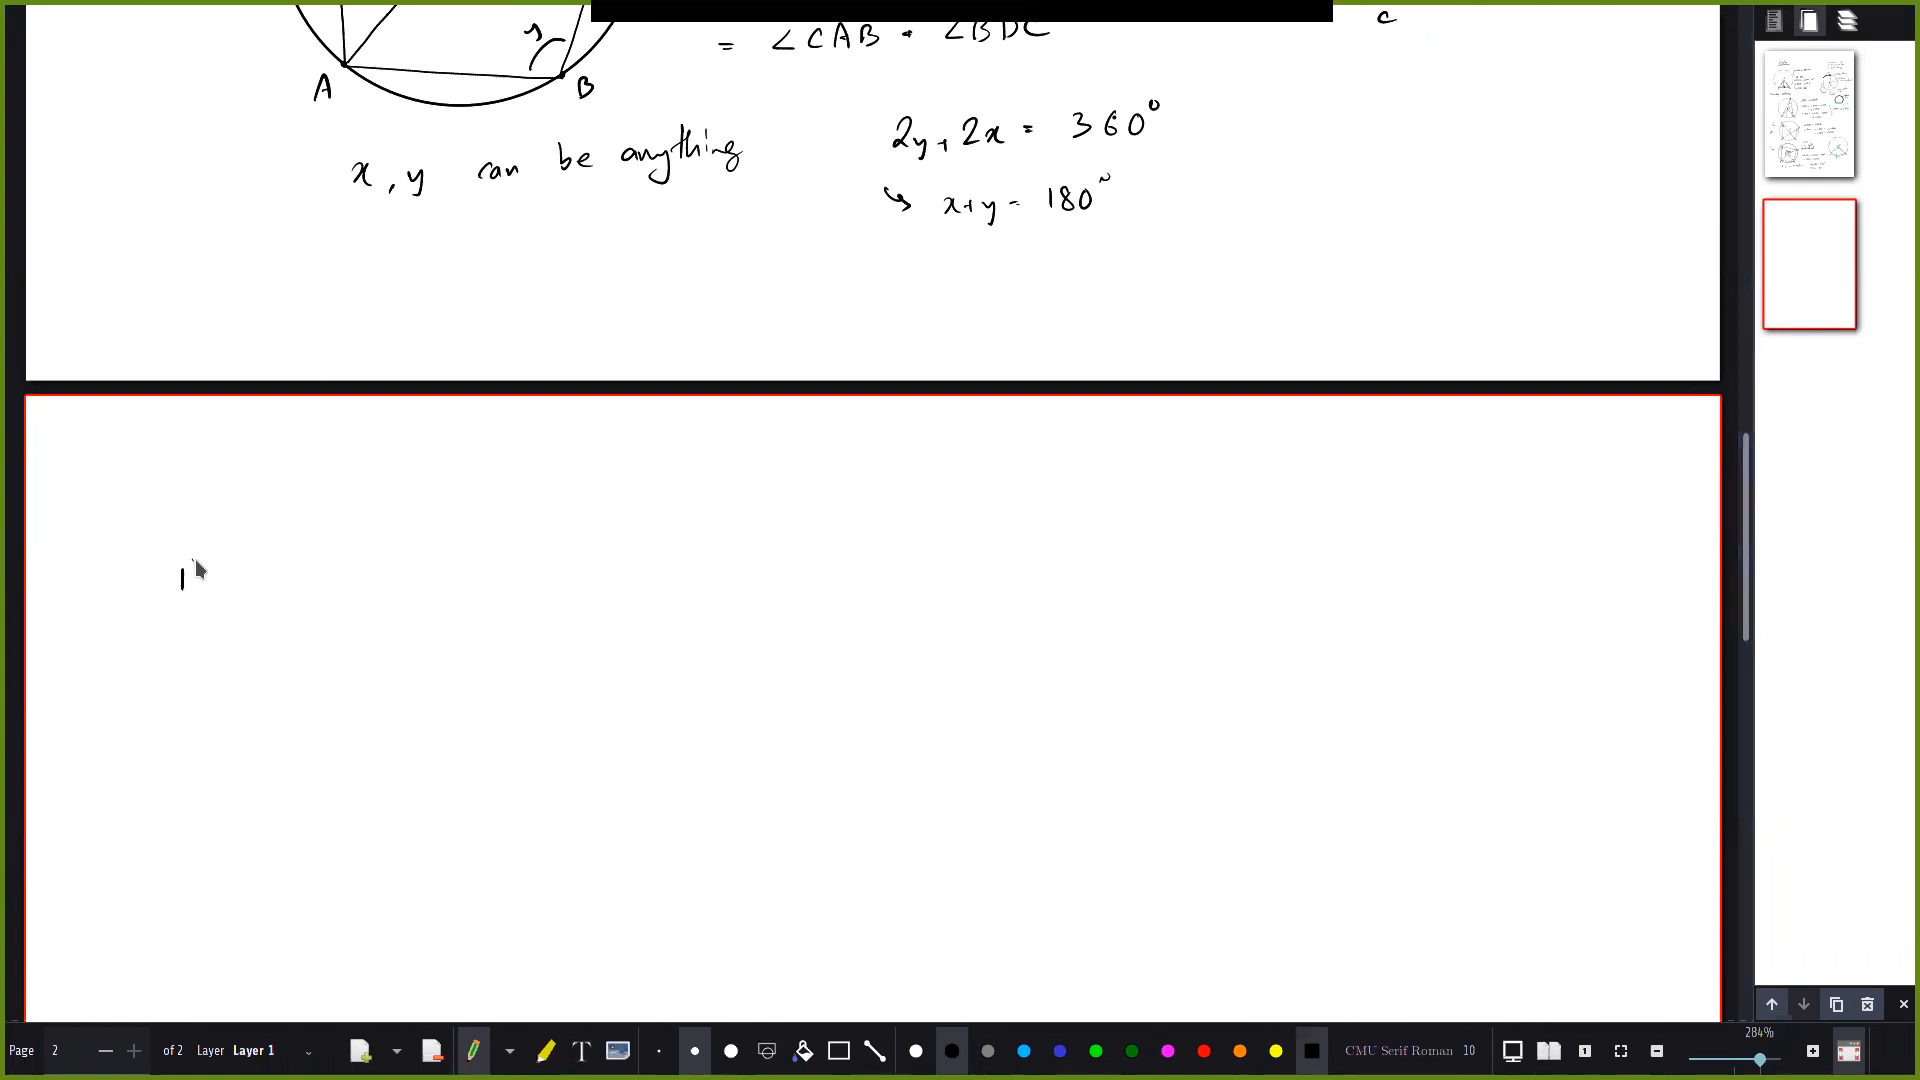 c
= ∠CAB + ∠BDC
A
B
2y + 2x = 360°
x, y can be anything
↳ x+y = 180°
1
Page 2 of 2 Layer Layer 1
CMU Serif Roman 10
284%